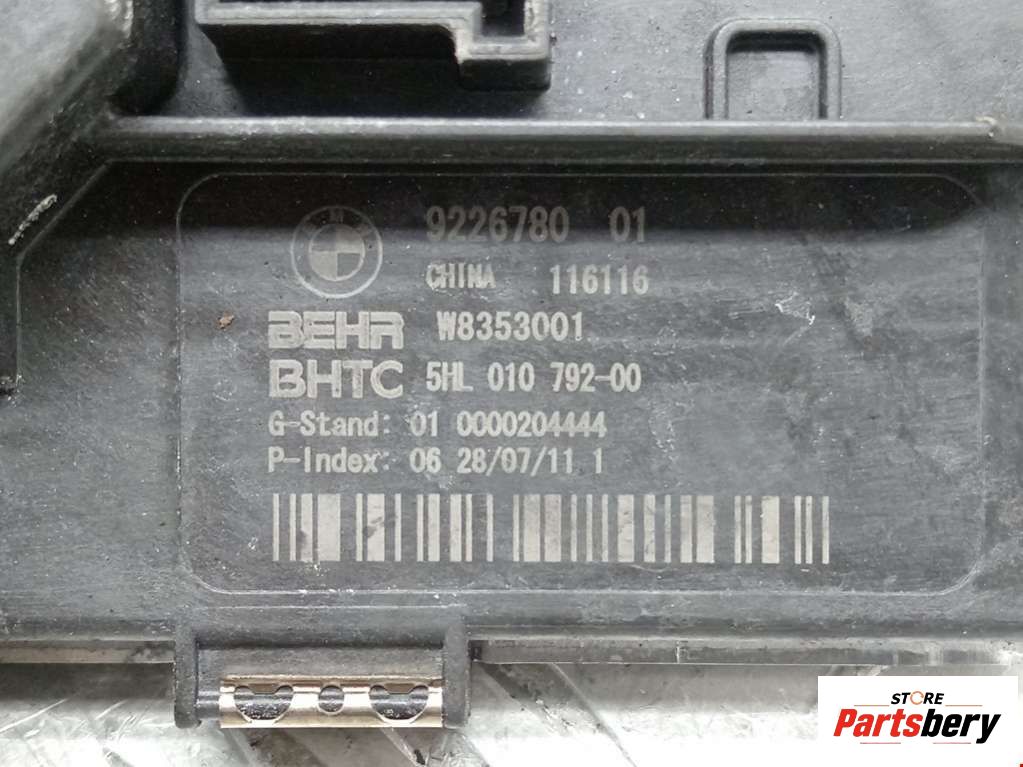 9226780 01
CHINA 116116
BEHR W8353001
BHTC 5HL 010 792-00
G-Stand: 01 0000204444
P-Index: 06 28/07/11 1
STORE
Partsbery